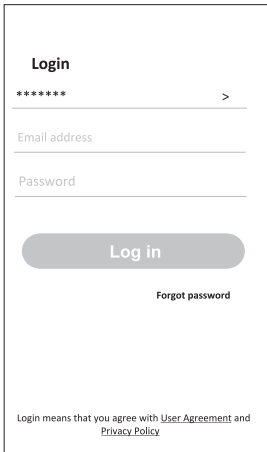 Login
******* >
Email address
Password
Log in
Forgot password
Login means that you agree with User Agreement and
Privacy Policy